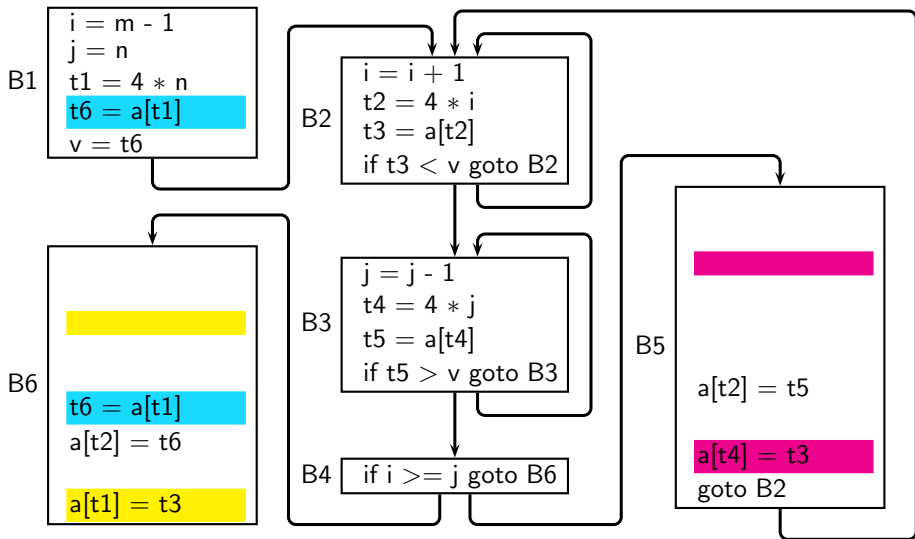 B1
i = m - 1
j = n
t1 = 4 * n
t6 = a[t1]
v = t6
B2
i = i + 1
t2 = 4 * i
t3 = a[t2]
if t3 < v goto B2
B3
j = j - 1
t4 = 4 * j
t5 = a[t4]
if t5 > v goto B3
B4
if i >= j goto B6
B5
a[t2] = t5
a[t4] = t3
goto B2
B6
t6 = a[t1]
a[t2] = t6
a[t1] = t3